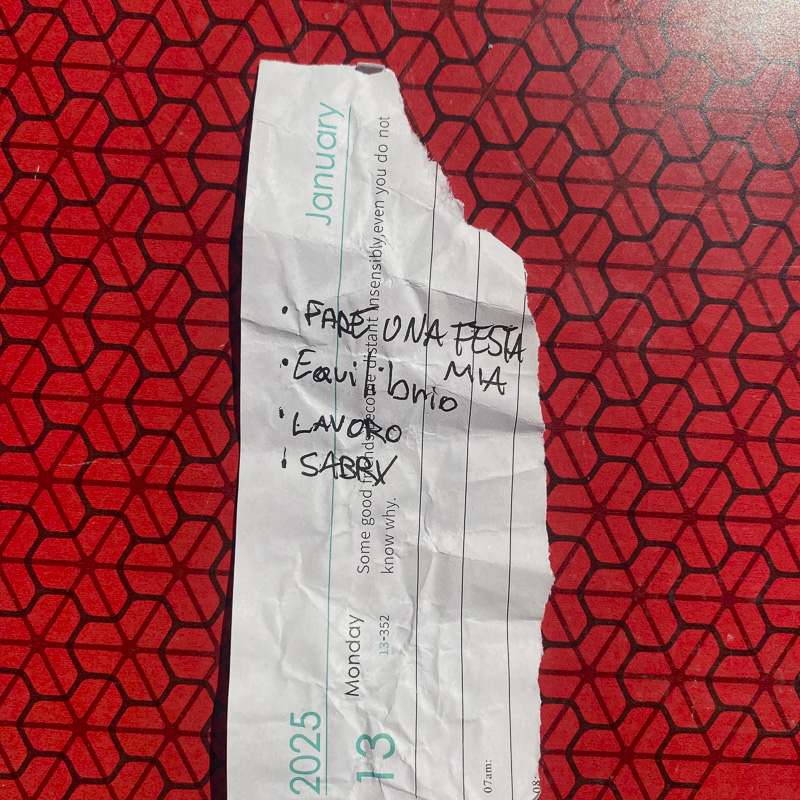 January
2025
Monday
13
13-352
Some good friends become distant insensibly,even you do not
know why.
07am:
08:
• FARE UNA FESTA
MIA
• Equilibrio
• LAVORO
• SABRY